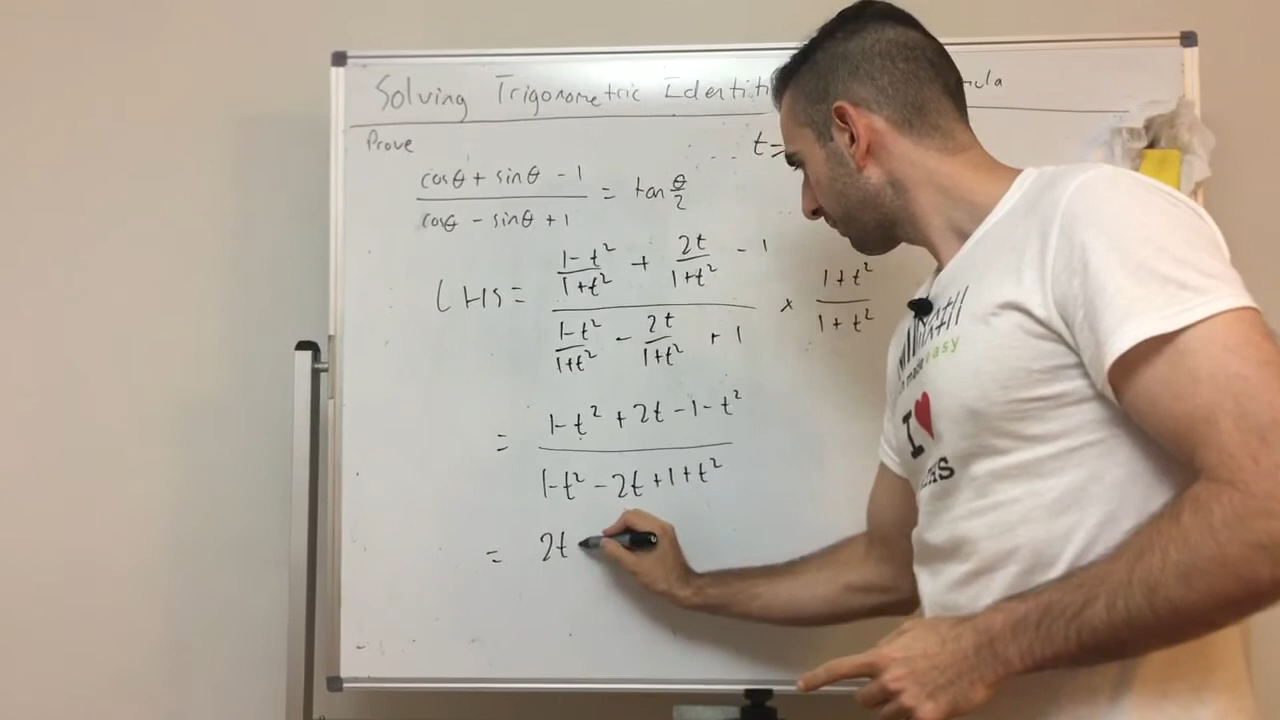 Solving Trigonometric
Prove
t=
cosθ + sinθ - 1
cosθ - sinθ + 1
= tan θ/2
LHS = (1-t²)/(1+t²) + 2t/(1+t²) - 1
(1-t²)/(1+t²) - 2t/(1+t²) + 1
× (1+t²)/(1+t²)
= 1-t² + 2t - 1 - t²
1-t² - 2t + 1 + t²
= 2t
made easy
I ♥